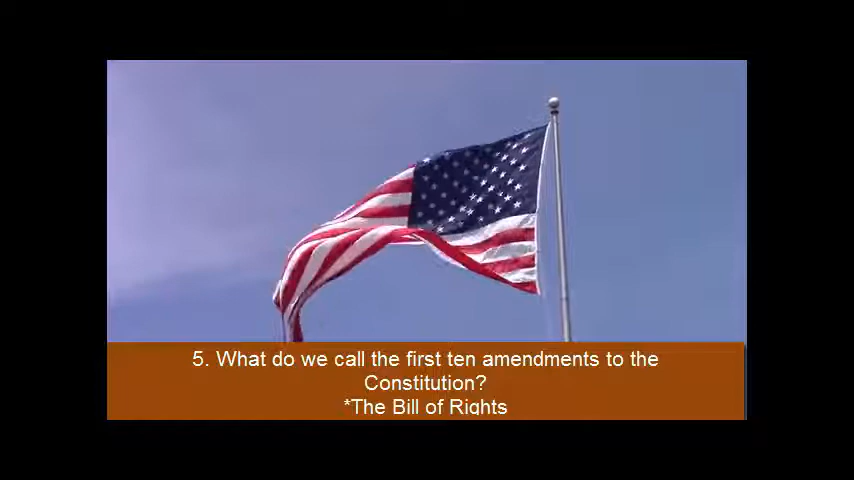 5. What do we call the first ten amendments to the
Constitution?
*The Bill of Rights